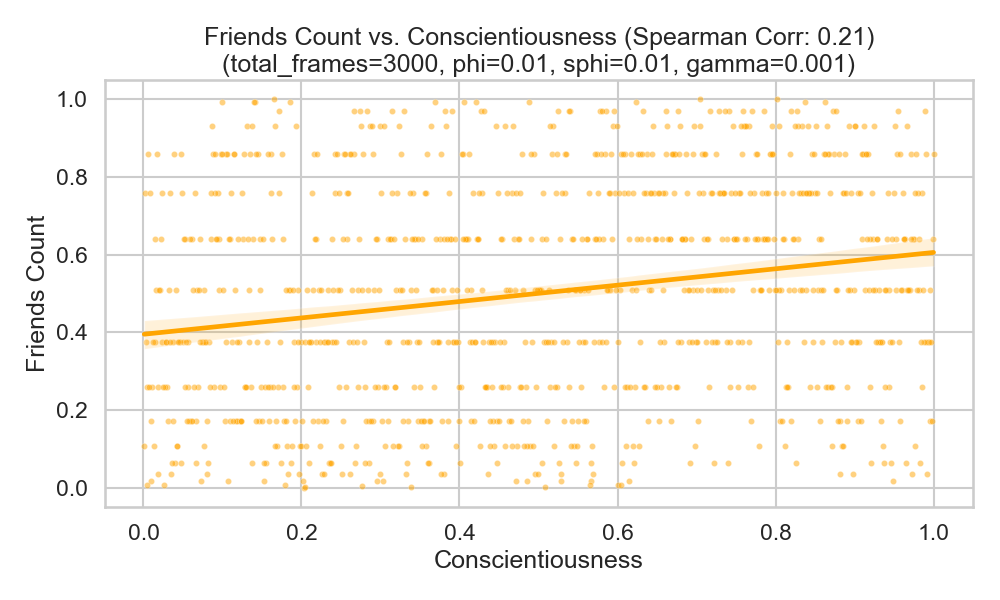 Friends Count vs. Conscientiousness (Spearman Corr: 0.21)
(total_frames=3000, phi=0.01, sphi=0.01, gamma=0.001)
Friends Count
1.0
0.8
0.6
0.4
0.2
0.0
0.0 0.2 0.4 0.6 0.8 1.0
Conscientiousness